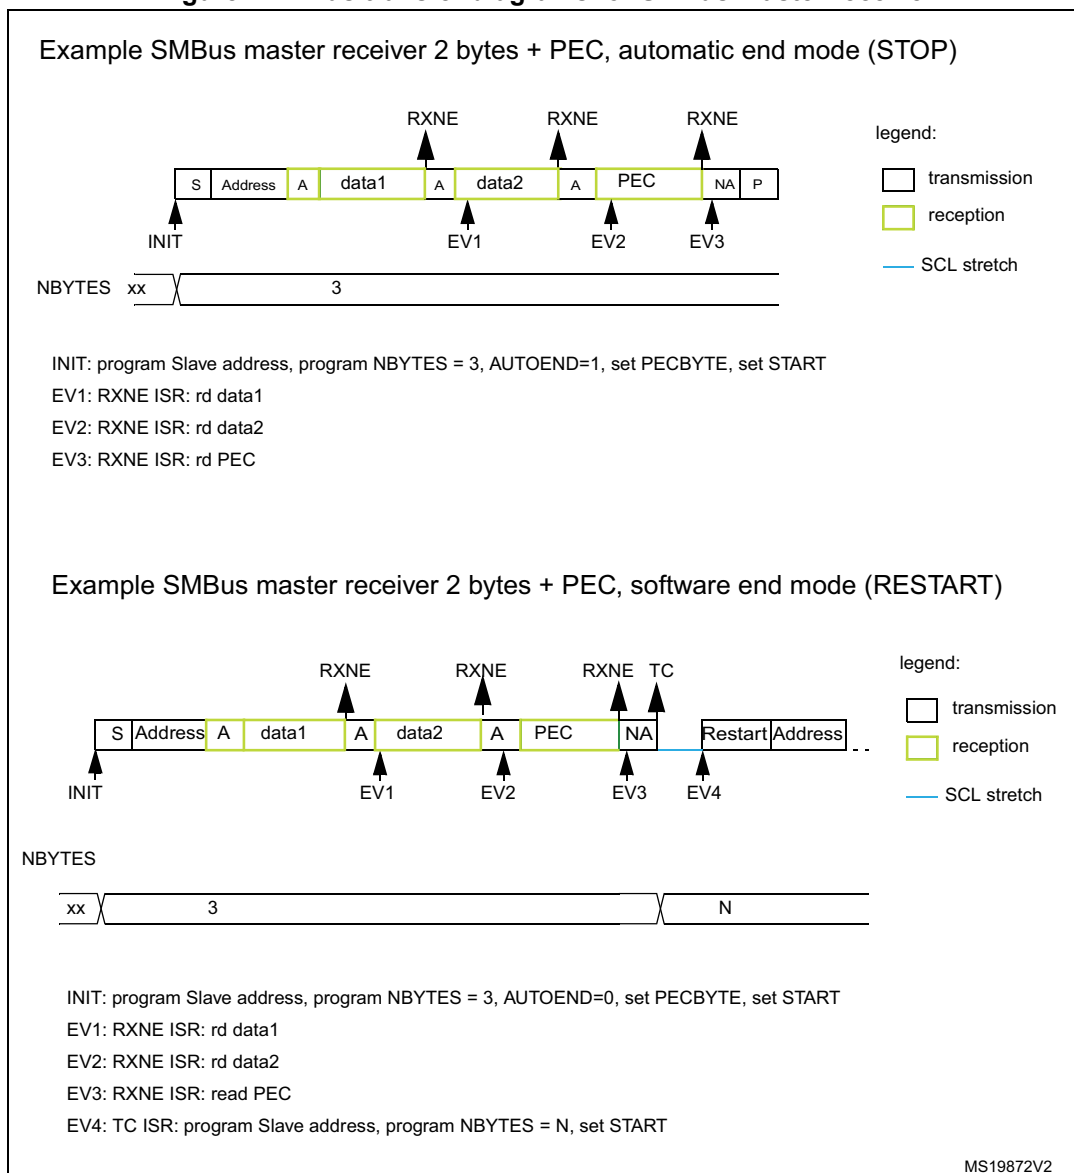 Example SMBus master receiver 2 bytes + PEC, automatic end mode (STOP)
RXNE RXNE RXNE
legend:
S Address A data1 A data2 A PEC NA P
transmission
reception
INIT EV1 EV2 EV3
SCL stretch
NBYTES xx 3
INIT: program Slave address, program NBYTES = 3, AUTOEND=1, set PECBYTE, set START
EV1: RXNE ISR: rd data1
EV2: RXNE ISR: rd data2
EV3: RXNE ISR: rd PEC
Example SMBus master receiver 2 bytes + PEC, software end mode (RESTART)
RXNE RXNE RXNE TC
legend:
S Address A data1 A data2 A PEC NA Restart Address
transmission
reception
INIT EV1 EV2 EV3 EV4
SCL stretch
NBYTES
xx 3 N
INIT: program Slave address, program NBYTES = 3, AUTOEND=0, set PECBYTE, set START
EV1: RXNE ISR: rd data1
EV2: RXNE ISR: rd data2
EV3: RXNE ISR: read PEC
EV4: TC ISR: program Slave address, program NBYTES = N, set START
MS19872V2